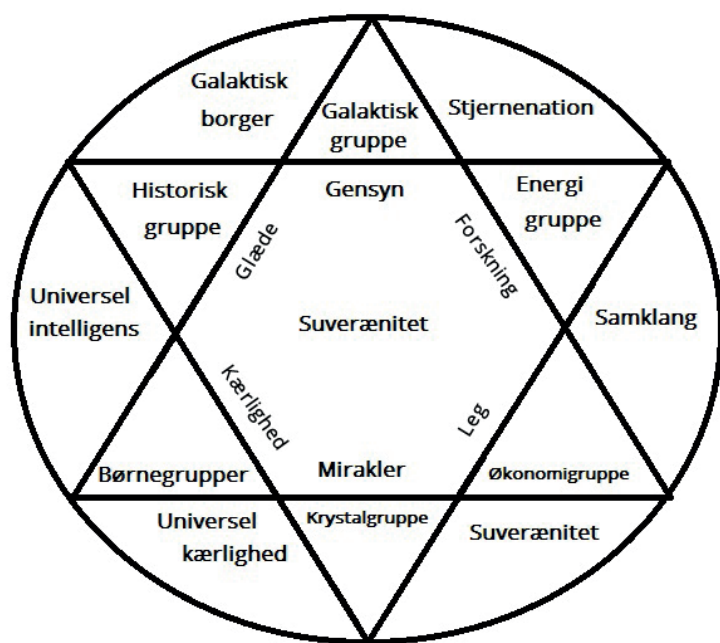 Galaktisk
borger
Galaktisk
gruppe
Stjernenation
Historisk
gruppe
Gensyn
Energi
gruppe
Glæde
Forskning
Universel
intelligens
Suverænitet
Samklang
Kærlighed
Leg
Børnegrupper
Mirakler
Økonomigruppe
Universel
kærlighed
Krystalgruppe
Suverænitet